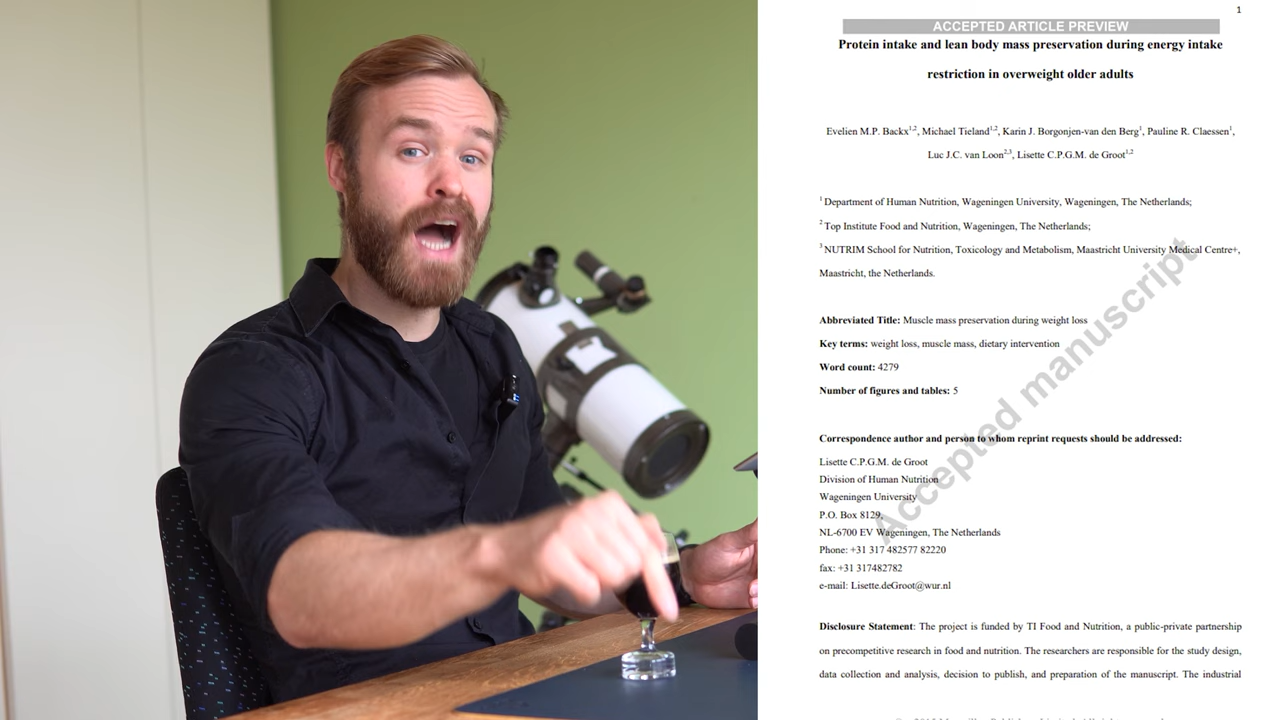 1
ACCEPTED ARTICLE PREVIEW
Protein intake and lean body mass preservation during energy intake
restriction in overweight older adults
Evelien M.P. Backx1,2, Michael Tieland1,2, Karin J. Borgonjen-van den Berg1, Pauline R. Claessen1,
Luc J.C. van Loon2,3, Lisette C.P.G.M. de Groot1,2
1 Department of Human Nutrition, Wageningen University, Wageningen, The Netherlands;
2 Top Institute Food and Nutrition, Wageningen, The Netherlands;
3 NUTRIM School for Nutrition, Toxicology and Metabolism, Maastricht University Medical Centre+,
Maastricht, the Netherlands.
Abbreviated Title: Muscle mass preservation during weight loss
Key terms: weight loss, muscle mass, dietary intervention
Word count: 4279
Number of figures and tables: 5
Correspondence author and person to whom reprint requests should be addressed:
Lisette C.P.G.M. de Groot
Division of Human Nutrition
Wageningen University
P.O. Box 8129,
NL-6700 EV Wageningen, The Netherlands
Phone: +31 317 482577 82220
fax: +31 317482782
e-mail: Lisette.deGroot@wur.nl
Disclosure Statement: The project is funded by TI Food and Nutrition, a public-private partnership
on precompetitive research in food and nutrition. The researchers are responsible for the study design,
data collection and analysis, decision to publish, and preparation of the manuscript. The industrial
Accepted manuscript